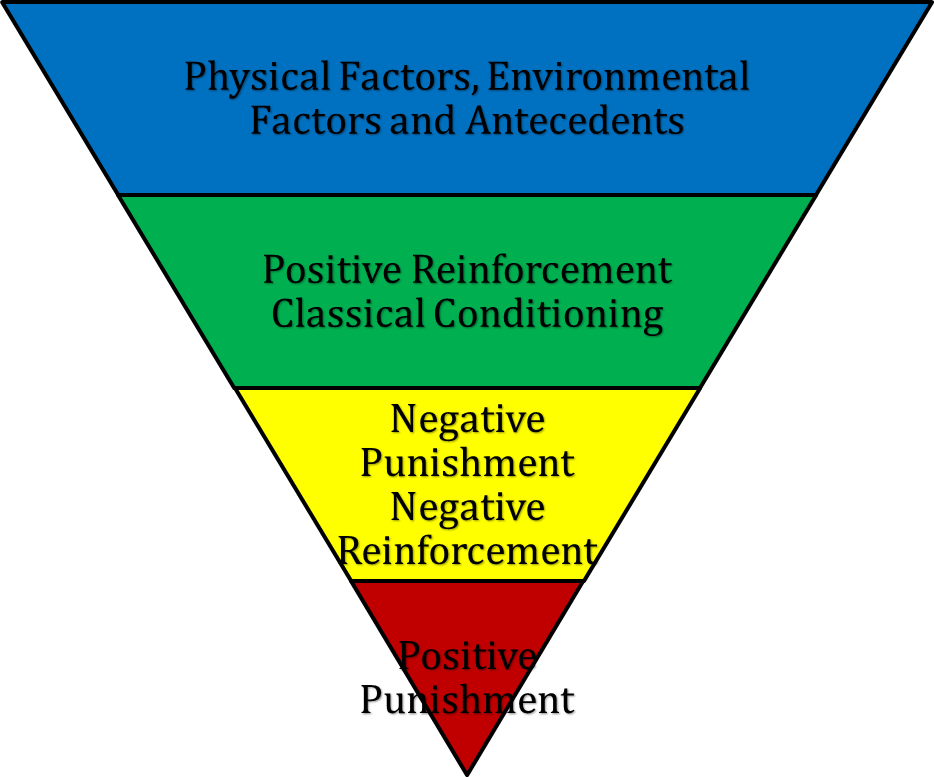 Physical Factors, Environmental
Factors and Antecedents
Positive Reinforcement
Classical Conditioning
Negative
Punishment
Negative
Reinforcement
Positive
Punishment